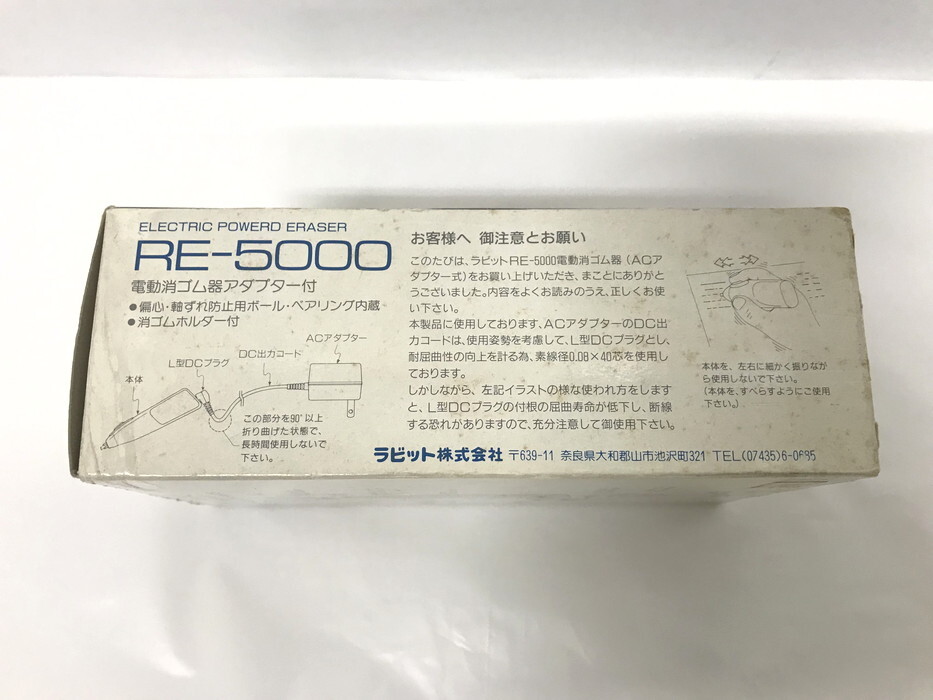 ELECTRIC POWERD ERASER
RE-5000
電動消ゴム器アダプター付
●偏心・軸ずれ防止用ボール・ベアリング内蔵
●消ゴムホルダー付
ACアダプター
DC出力コード
L型DCプラグ
本体
この部分を90°以上
折り曲げた状態で、
長時間使用しないで
下さい。
お客様へ 御注意とお願い
このたびは、ラビットRE-5000電動消ゴム器(ACア
ダプター式)をお買い上げいただき、まことにありがと
うございました。内容をよくお読みのうえ、正しくお使
い下さい。
本製品に使用しております、ACアダプターのDC出
力コードは、使用姿勢を考慮して、L型DCプラグとし、
耐屈曲性の向上を計る為、素線径0.08×40芯を使用し
ております。
しかしながら、左記イラストの様な使われ方をします
と、L型DCプラグの付根の屈曲寿命が低下し、断線
する恐れがありますので、充分注意して御使用下さい。
本体を、左右に細かく振りなが
ら使用しないで下さい。
(本体を、すべらすようにご使用
下さい。)
ラビット株式会社 〒639-11 奈良県大和郡山市池沢町321 TEL(07435)6-0685